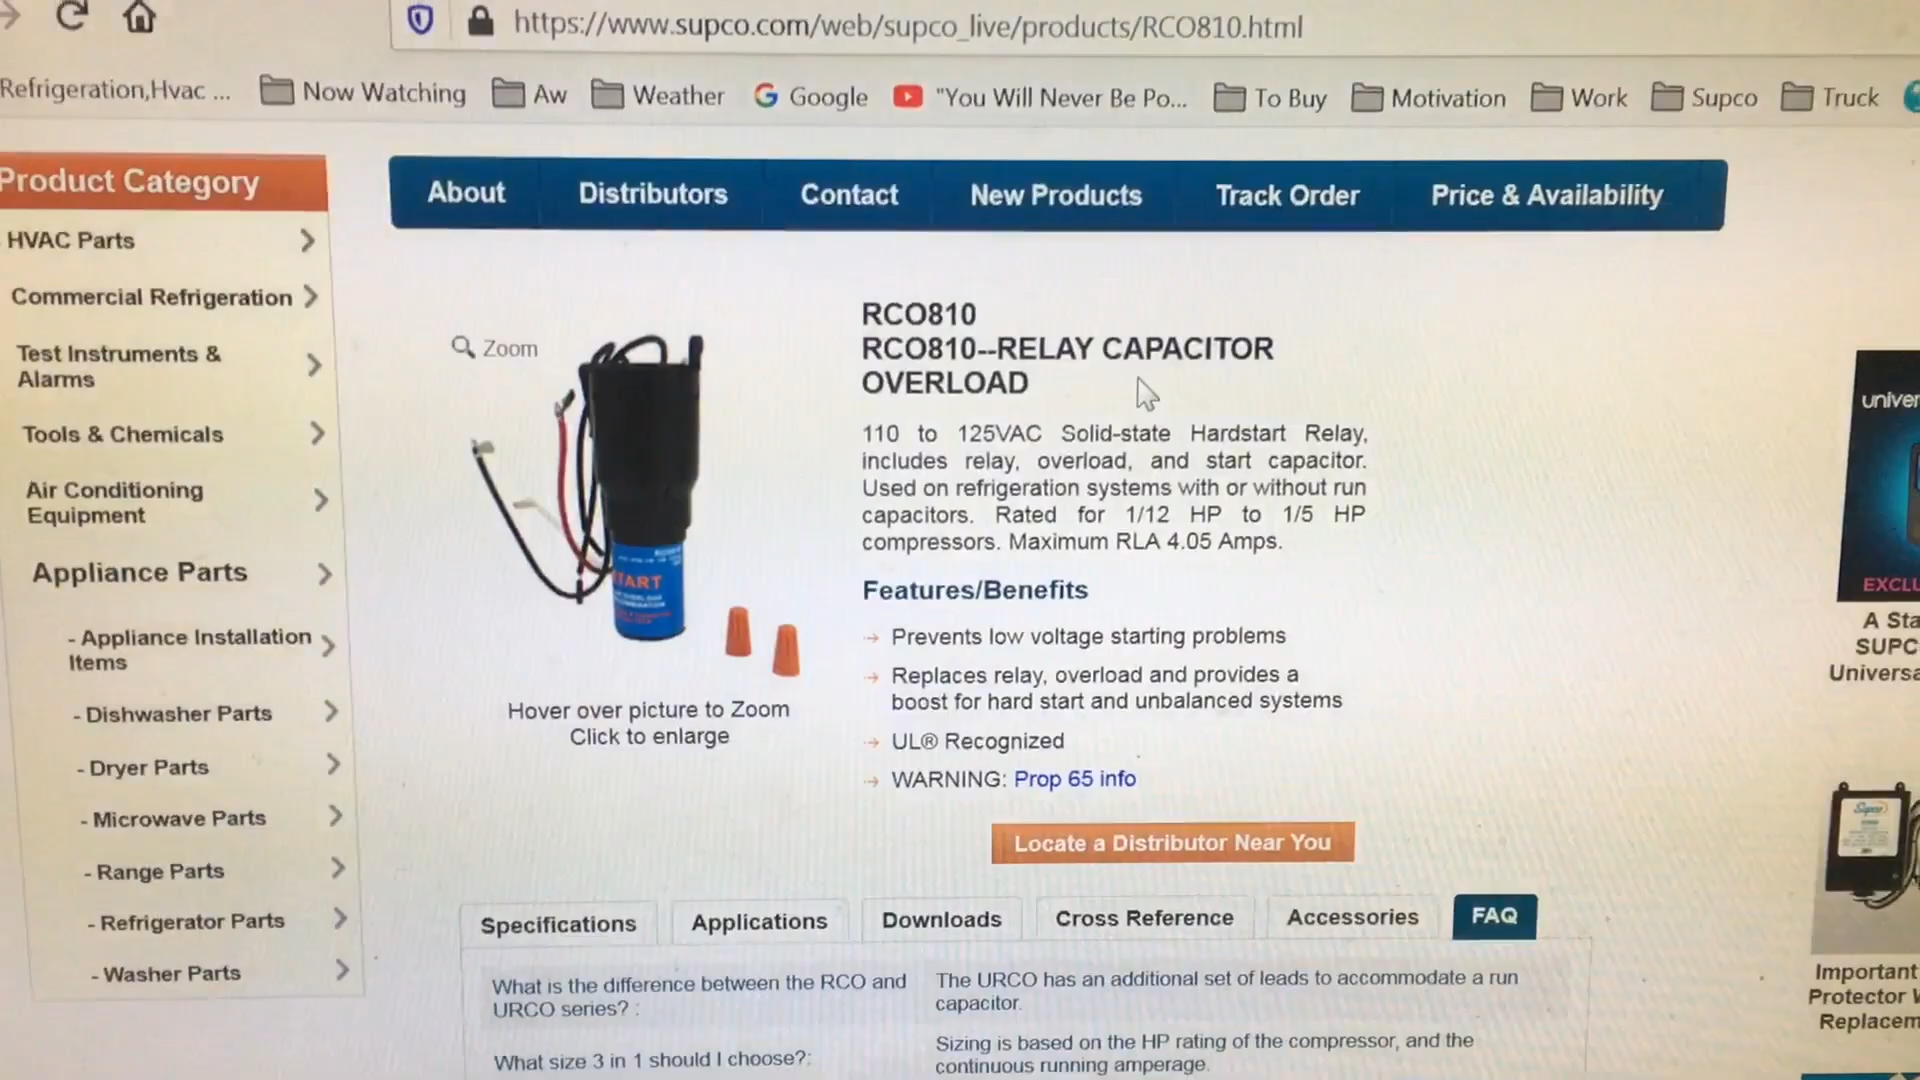 https://www.supco.com/web/supco_live/products/RCO810.html
Refrigeration,Hvac ...
Now Watching
Aw
Weather
Google
"You Will Never Be Po...
To Buy
Motivation
Work
Supco
Truck
Product Category
HVAC Parts
Commercial Refrigeration
Test Instruments &
Alarms
Tools & Chemicals
Air Conditioning
Equipment
Appliance Parts
- Appliance Installation
Items
- Dishwasher Parts
- Dryer Parts
- Microwave Parts
- Range Parts
- Refrigerator Parts
- Washer Parts
About
Distributors
Contact
New Products
Track Order
Price & Availability
Zoom
START
Hover over picture to Zoom
Click to enlarge
RCO810
RCO810--RELAY CAPACITOR
OVERLOAD
110 to 125VAC Solid-state Hardstart Relay,
includes relay, overload, and start capacitor.
Used on refrigeration systems with or without run
capacitors. Rated for 1/12 HP to 1/5 HP
compressors. Maximum RLA 4.05 Amps.
Features/Benefits
Prevents low voltage starting problems
Replaces relay, overload and provides a
boost for hard start and unbalanced systems
UL® Recognized
WARNING: Prop 65 info
Locate a Distributor Near You
Specifications
Applications
Downloads
Cross Reference
Accessories
FAQ
What is the difference between the RCO and
URCO series? :
The URCO has an additional set of leads to accommodate a run
capacitor.
What size 3 in 1 should I choose?:
Sizing is based on the HP rating of the compressor, and the
continuous running amperage.
univer
EXCLU
A Sta
SUPC
Universa
Supco
Important
Protector W
Replacem